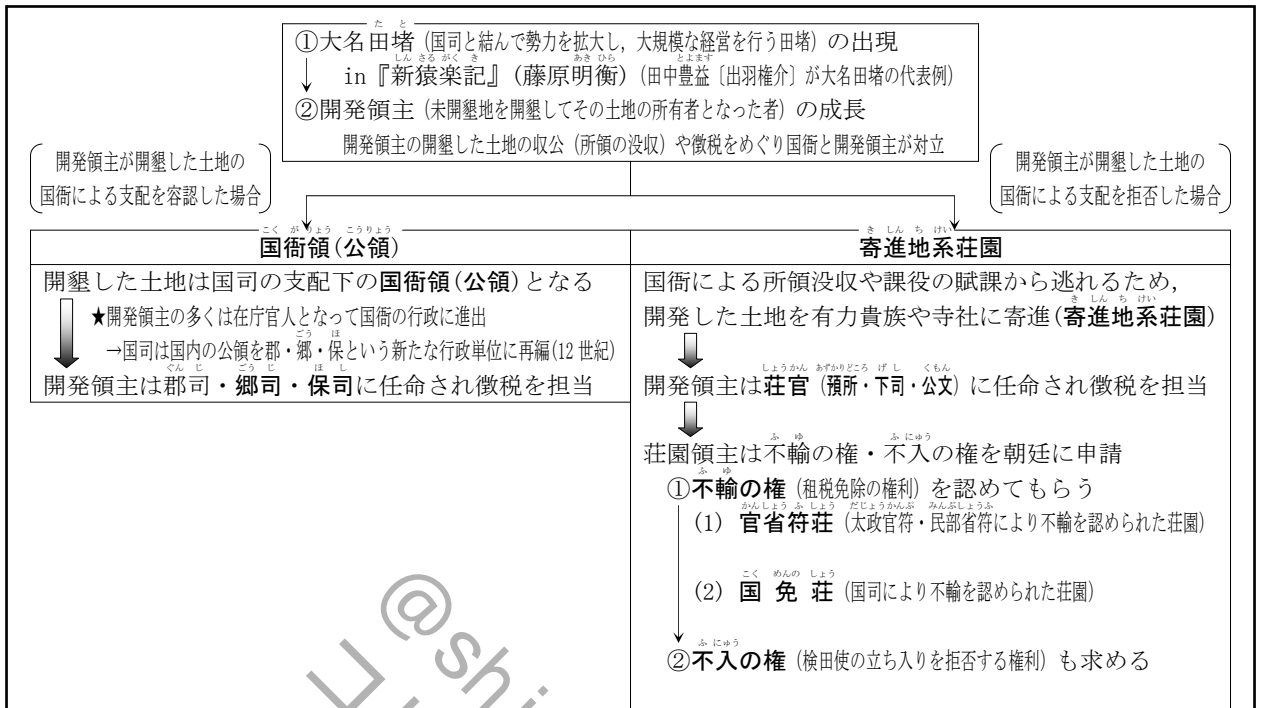 ①大名田堵(国司と結んで勢力を拡大し，大規模な経営を行う田堵)の出現
in『新猿楽記』(藤原明衡)(田中豊益〔出羽権介〕が大名田堵の代表例)
②開発領主(未開墾地を開墾してその土地の所有者となった者)の成長
開発領主の開墾した土地の収公(所領の没収)や徴税をめぐり国衙と開発領主が対立
開発領主が開墾した土地の
国衙による支配を容認した場合
開発領主が開墾した土地の
国衙による支配を拒否した場合
国衙領(公領)
開墾した土地は国司の支配下の国衙領(公領)となる
★開発領主の多くは在庁官人となって国衙の行政に進出
→国司は国内の公領を郡・郷・保という新たな行政単位に再編(12世紀)
開発領主は郡司・郷司・保司に任命され徴税を担当
寄進地系荘園
国衙による所領没収や課役の賦課から逃れるため，
開発した土地を有力貴族や寺社に寄進(寄進地系荘園)
開発領主は荘官(預所・下司・公文)に任命され徴税を担当
荘園領主は不輸の権・不入の権を朝廷に申請
①不輸の権(租税免除の権利)を認めてもらう
(1) 官省符荘(太政官符・民部省符により不輸を認められた荘園)
(2) 国免荘(国司により不輸を認められた荘園)
②不入の権(検田使の立ち入りを拒否する権利)も求める
@shi